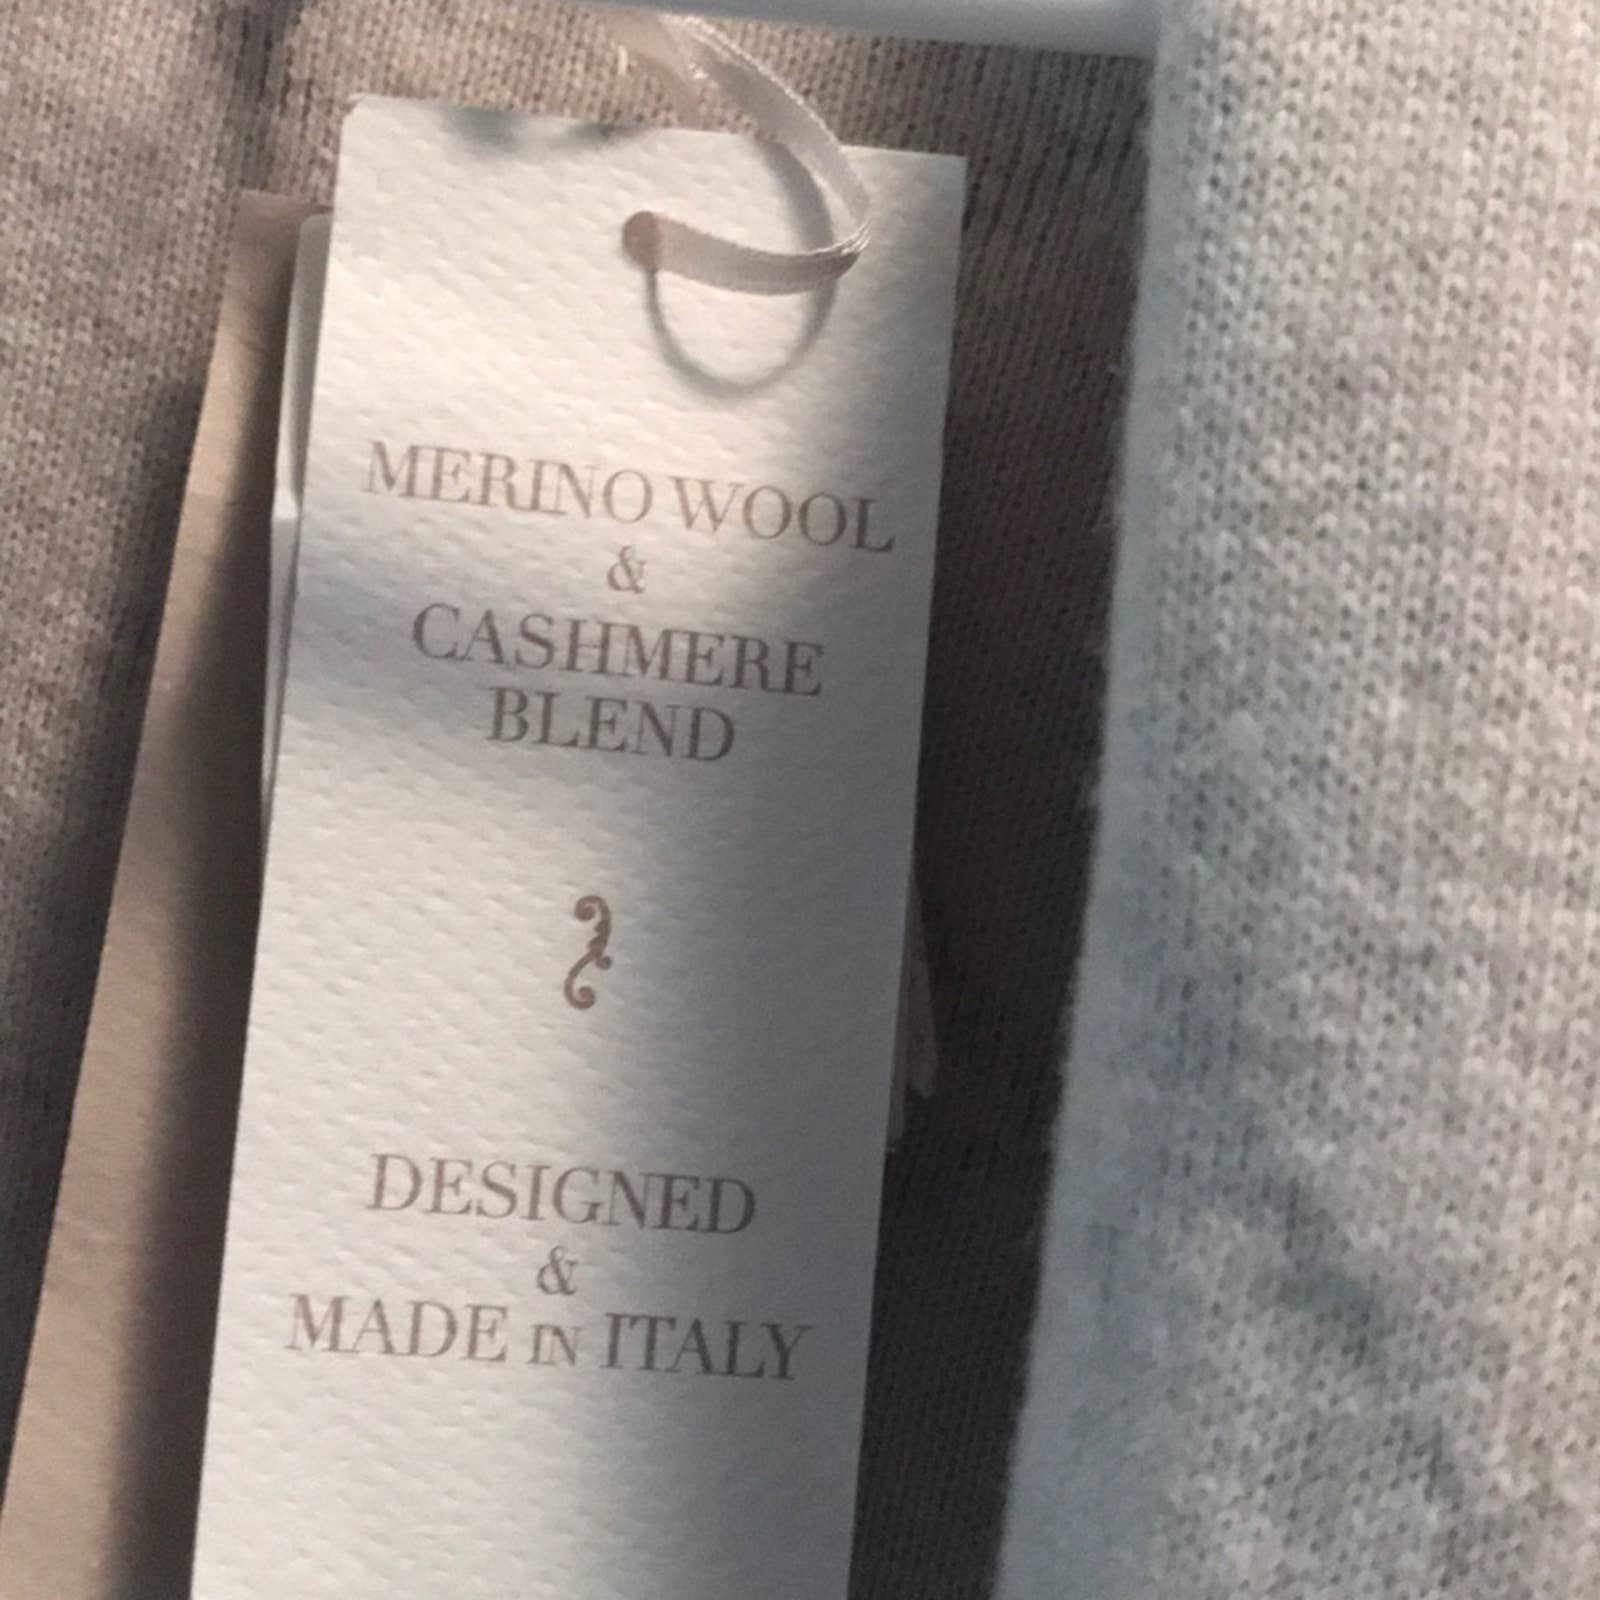 MERINO WOOL
&
CASHMERE
BLEND
DESIGNED
&
MADE IN ITALY